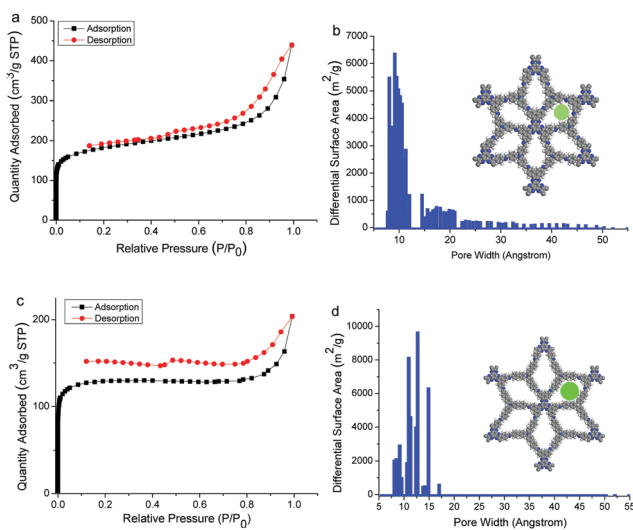 a
Adsorption
Desorption
Quantity Adsorbed (cm³/g STP)
500
400
300
200
100
0
0.0 0.2 0.4 0.6 0.8 1.0
Relative Pressure (P/P₀)
b
Differential Surface Area (m²/g)
7000
6000
5000
4000
3000
2000
1000
0
10 20 30 40 50
Pore Width (Angstrom)
c
Adsorption
Desorption
Quantity Adsorbed (cm³/g STP)
200
150
100
50
0
0.0 0.2 0.4 0.6 0.8 1.0
Relative Pressure (P/P₀)
d
Differential Surface Area (m²/g)
10000
8000
6000
4000
2000
0
5 10 15 20 25 30 35 40 45 50 55
Pore Width (Angstrom)